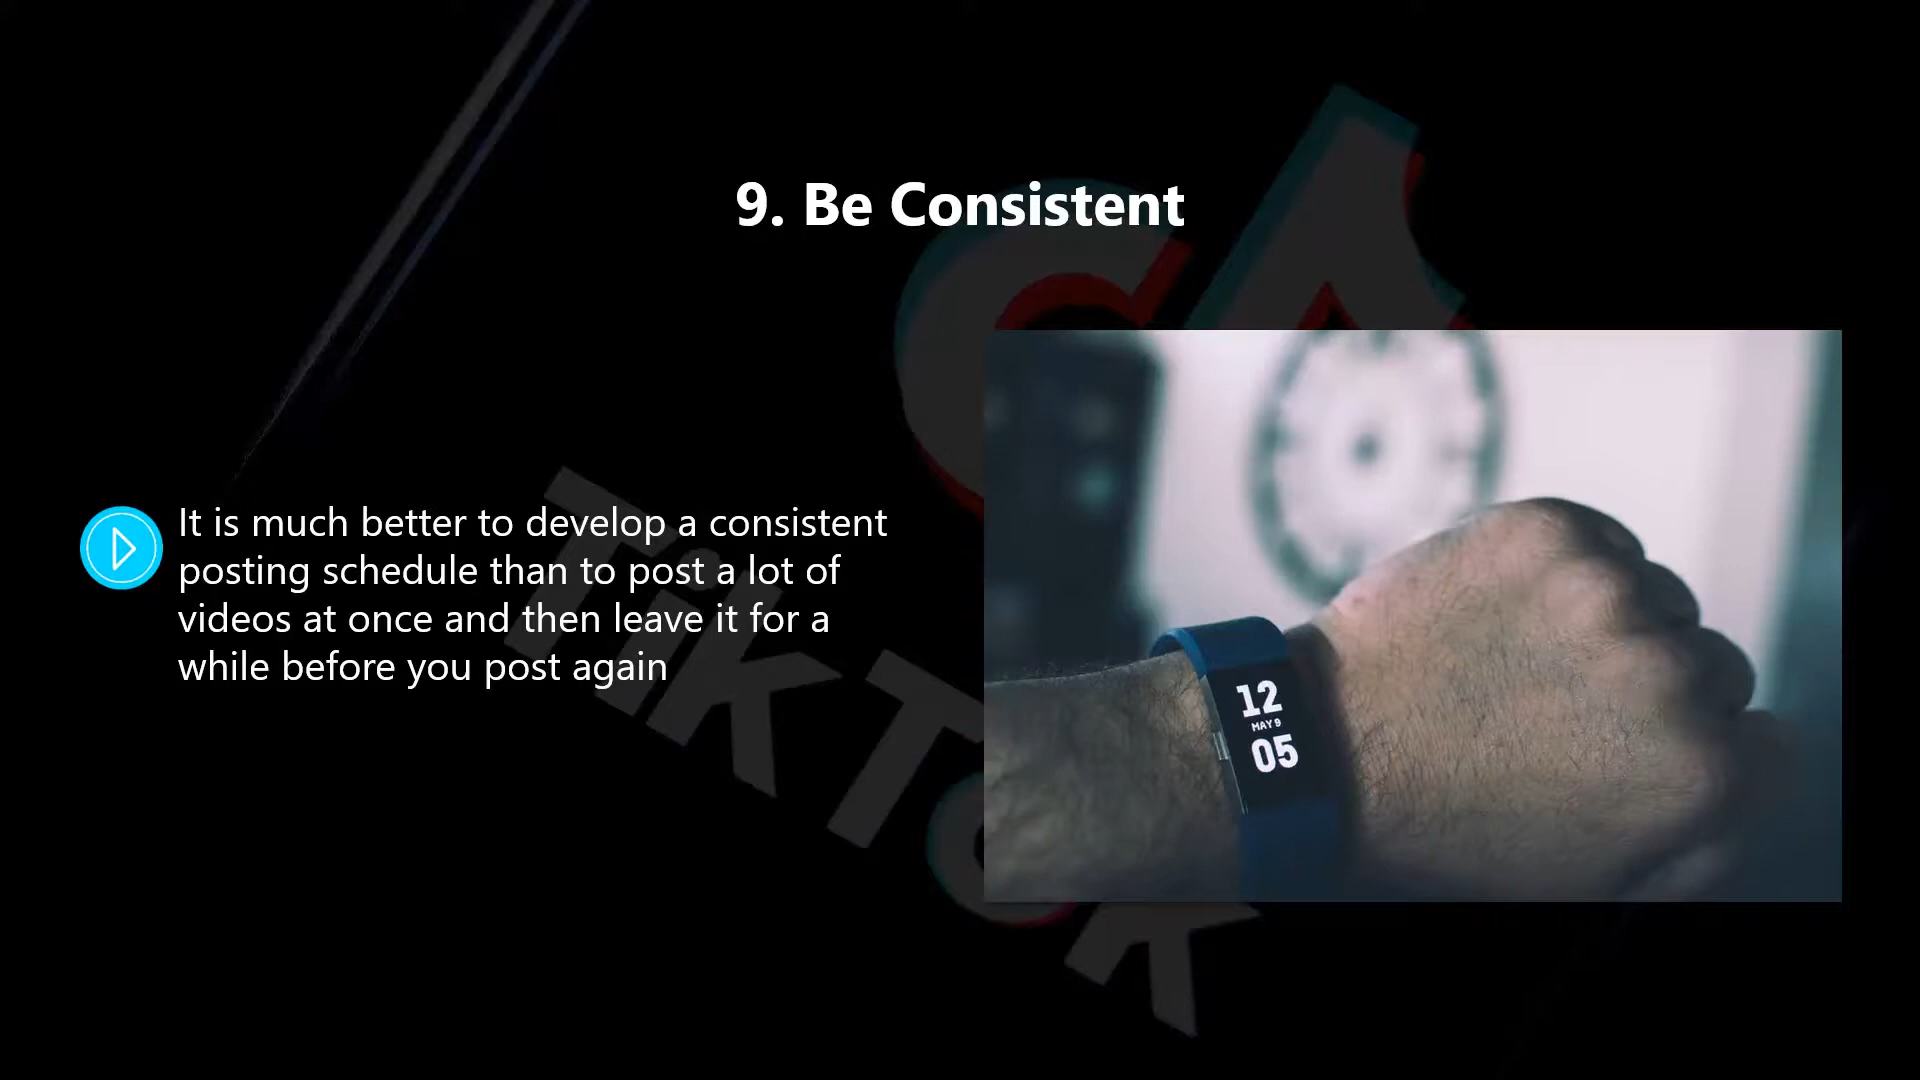 9. Be Consistent
It is much better to develop a consistent
posting schedule than to post a lot of
videos at once and then leave it for a
while before you post again
12
MAY 9
05
TikTok